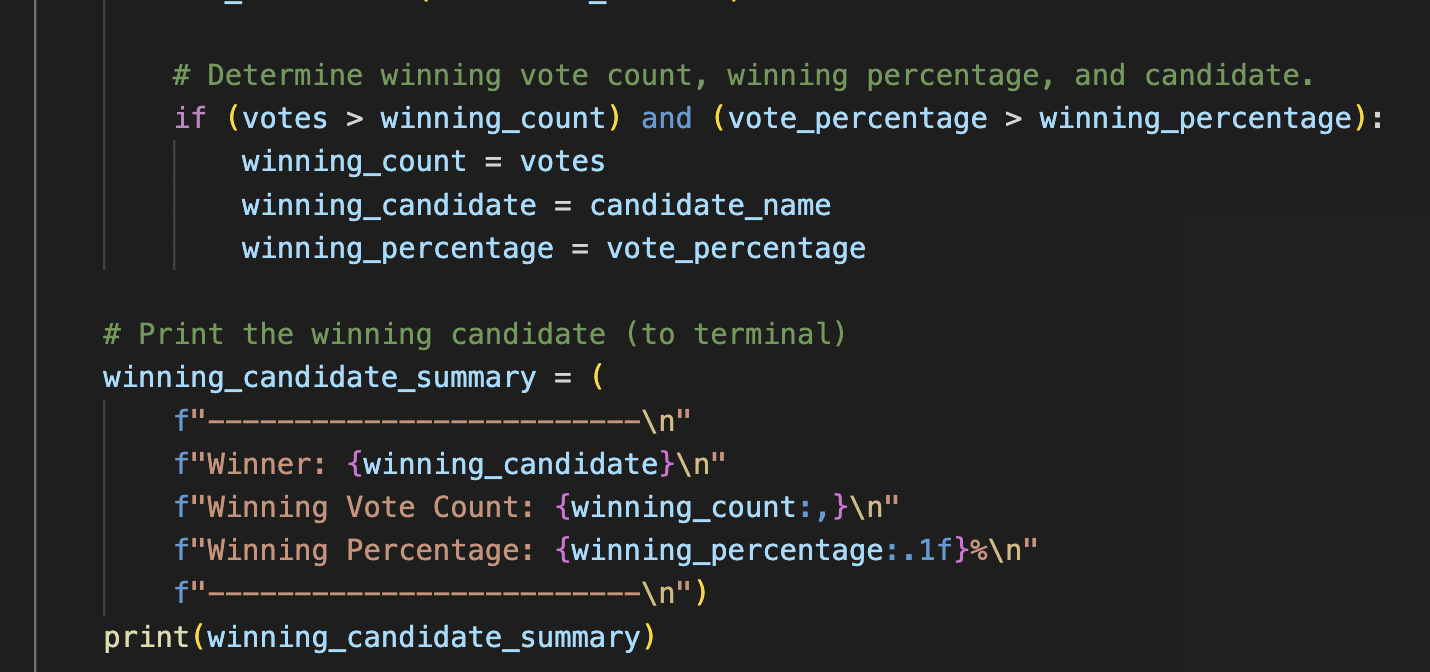 # Determine winning vote count, winning percentage, and candidate.
if (votes > winning_count) and (vote_percentage > winning_percentage):
winning_count = votes
winning_candidate = candidate_name
winning_percentage = vote_percentage
# Print the winning candidate (to terminal)
winning_candidate_summary = (
f"-------------------------\n"
f"Winner: {winning_candidate}\n"
f"Winning Vote Count: {winning_count:,}\n"
f"Winning Percentage: {winning_percentage:.1f}%\n"
f"-------------------------\n")
print(winning_candidate_summary)